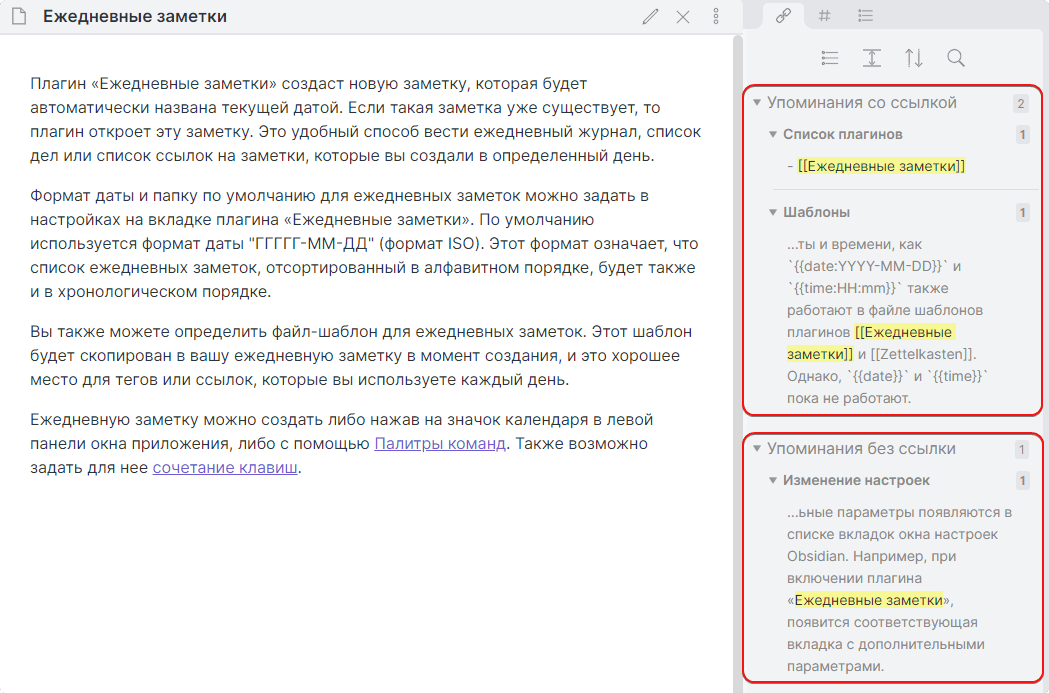 Ежедневные заметки
Плагин «Ежедневные заметки» создаст новую заметку, которая будет
автоматически названа текущей датой. Если такая заметка уже существует, то
плагин откроет эту заметку. Это удобный способ вести ежедневный журнал, список
дел или список ссылок на заметки, которые вы создали в определенный день.
Формат даты и папку по умолчанию для ежедневных заметок можно задать в
настройках на вкладке плагина «Ежедневные заметки». По умолчанию
используется формат даты "ГГГГГ-ММ-ДД" (формат ISO). Этот формат означает, что
список ежедневных заметок, отсортированный в алфавитном порядке, будет также
и в хронологическом порядке.
Вы также можете определить файл-шаблон для ежедневных заметок. Этот шаблон
будет скопирован в вашу ежедневную заметку в момент создания, и это хорошее
место для тегов или ссылок, которые вы используете каждый день.
Ежедневную заметку можно создать либо нажав на значок календаря в левой
панели окна приложения, либо с помощью Палитры команд. Также возможно
задать для нее сочетание клавиш.
Упоминания со ссылкой 2
Список плагинов 1
- [[Ежедневные заметки]]
Шаблоны 1
...ты и времени, как
`{{date:YYYY-MM-DD}}` и
`{{time:HH:mm}}` также
работают в файле шаблонов
плагинов [[Ежедневные
заметки]] и [[Zettelkasten]].
Однако, `{{date}}` и `{{time}}`
пока не работают.
Упоминания без ссылки 1
Изменение настроек 1
...ьные параметры появляются в
списке вкладок окна настроек
Obsidian. Например, при
включении плагина
«Ежедневные заметки»,
появится соответствующая
вкладка с дополнительными
параметрами.